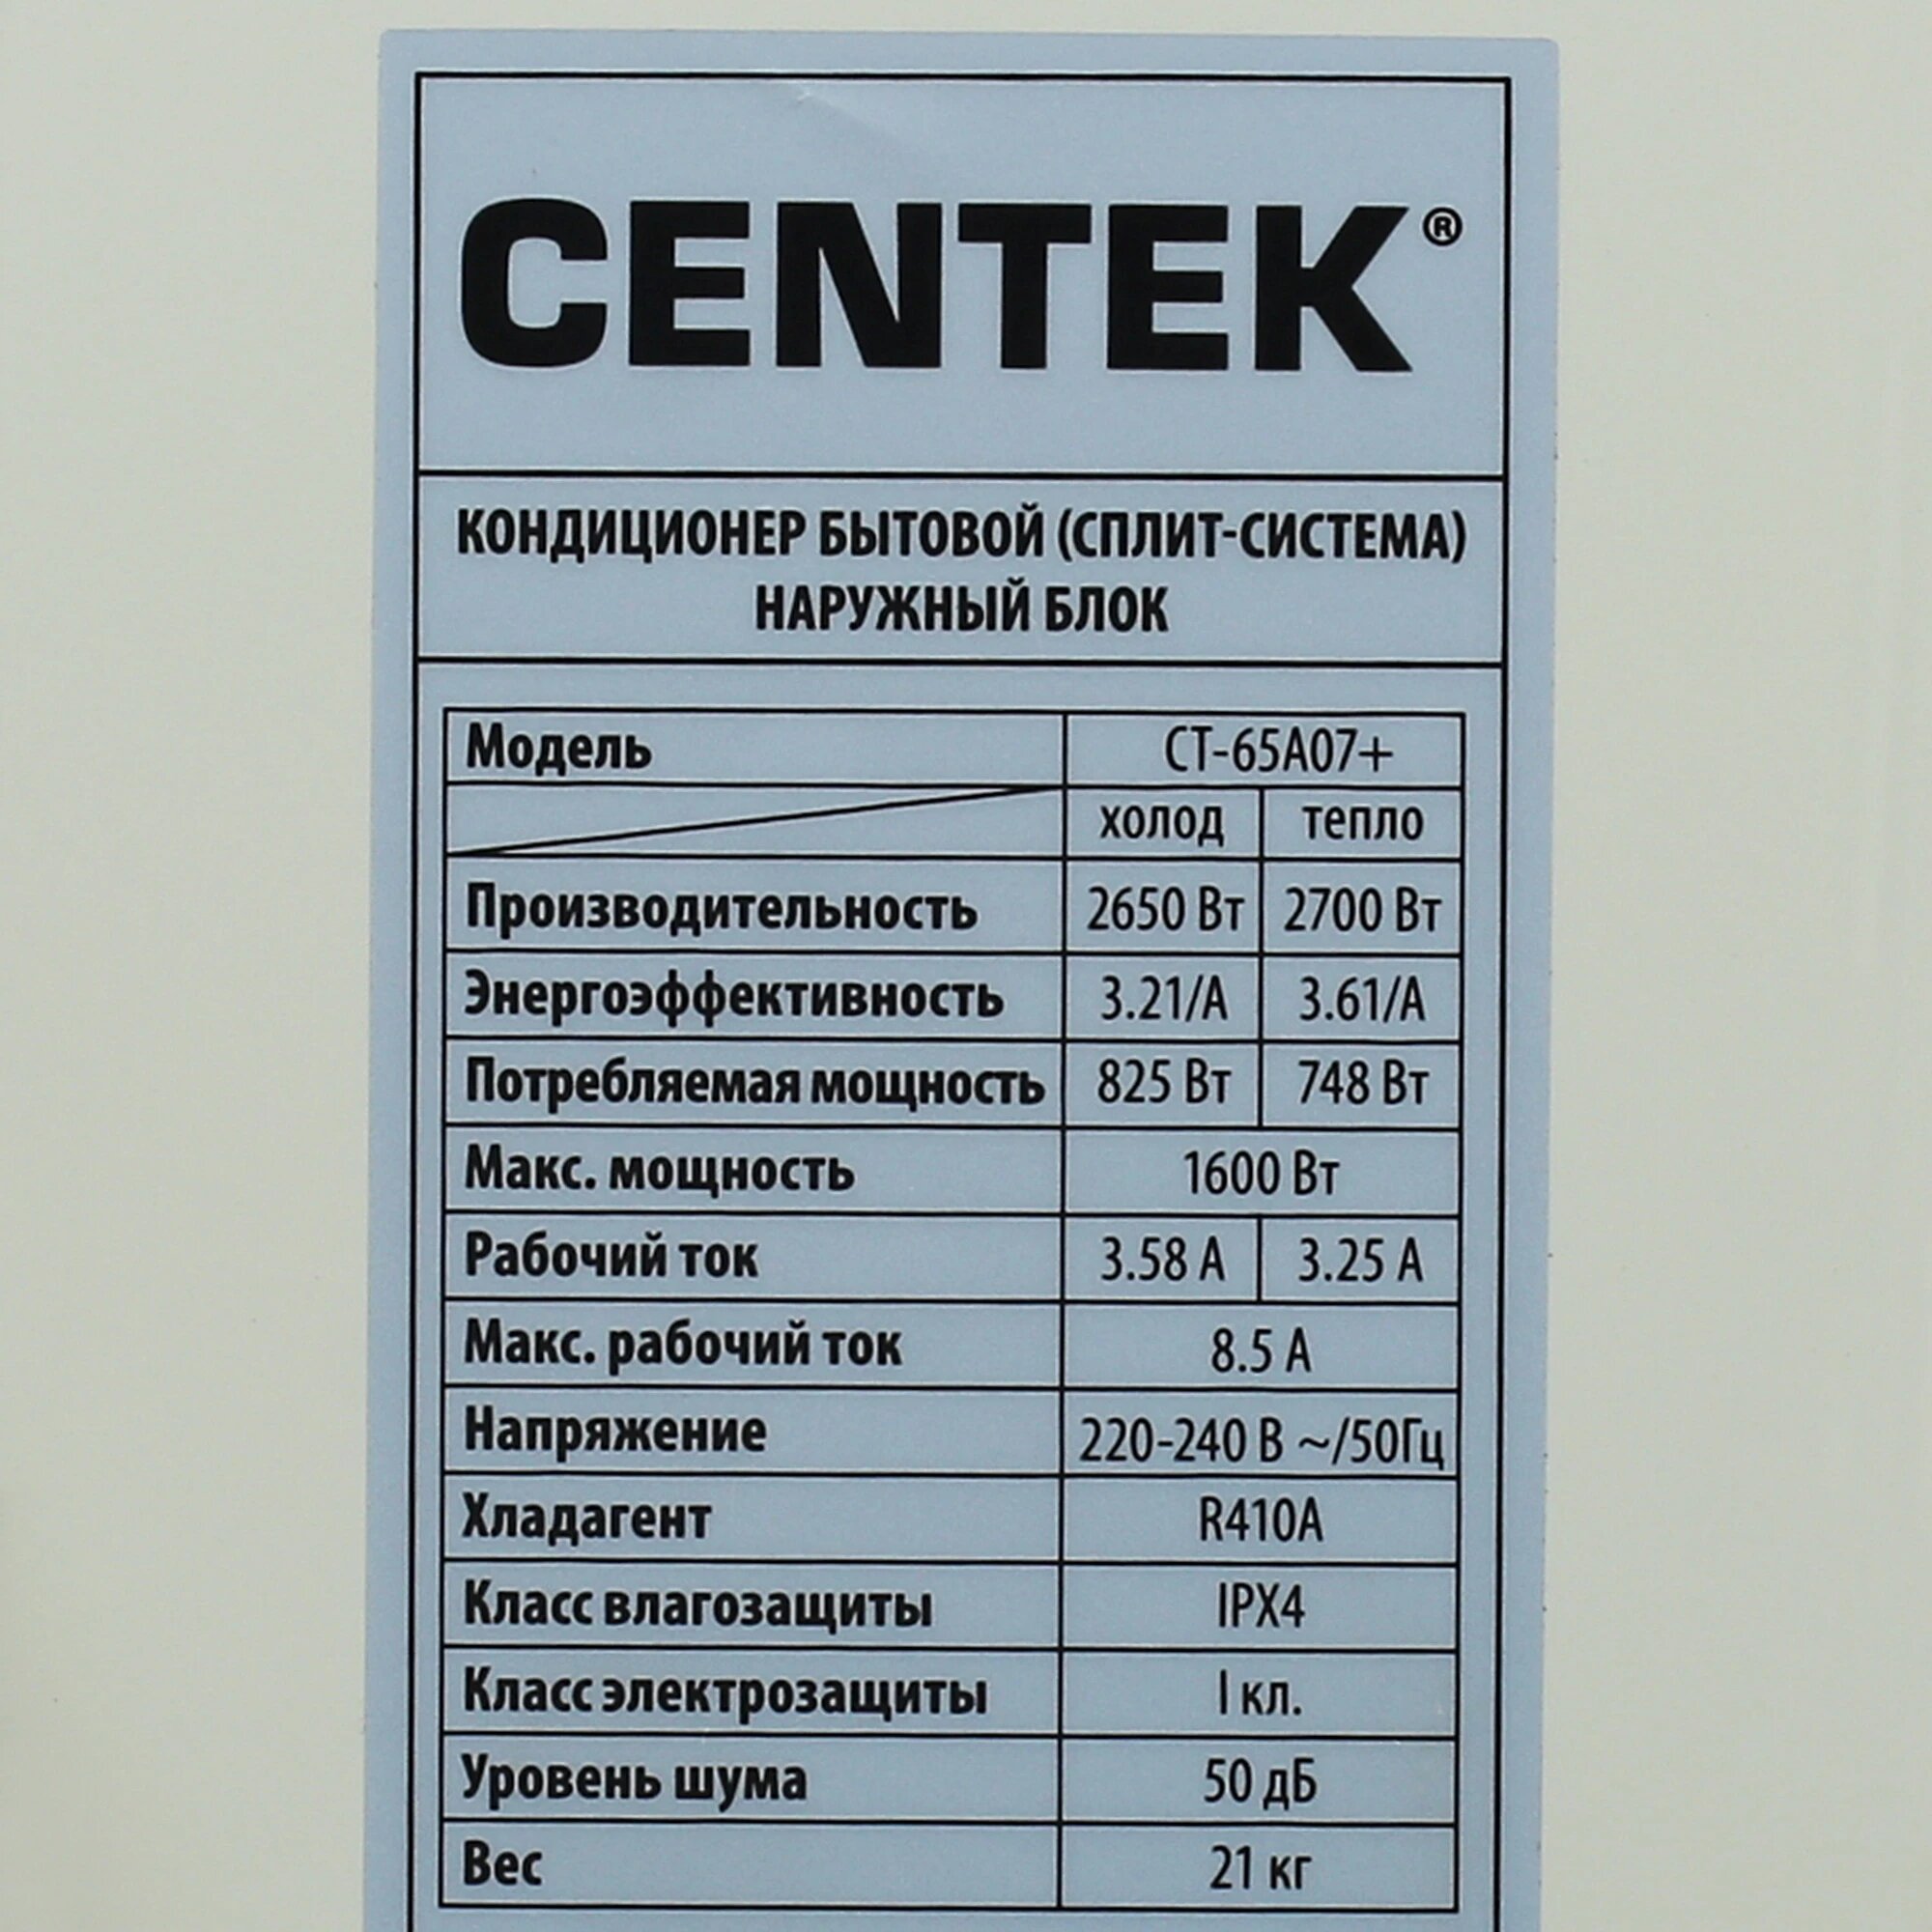 CENTEK®
КОНДИЦИОНЕР БЫТОВОЙ (СПЛИТ-СИСТЕМА)
НАРУЖНЫЙ БЛОК
Модель СТ-65А07+
холод тепло
Производительность 2650 Вт 2700 Вт
Энергоэффективность 3.21/А 3.61/А
Потребляемая мощность 825 Вт 748 Вт
Макс. мощность 1600 Вт
Рабочий ток 3.58 А 3.25 А
Макс. рабочий ток 8.5 А
Напряжение 220-240 В ~/50Гц
Хладагент R410A
Класс влагозащиты IPX4
Класс электрозащиты I кл.
Уровень шума 50 дБ
Вес 21 кг